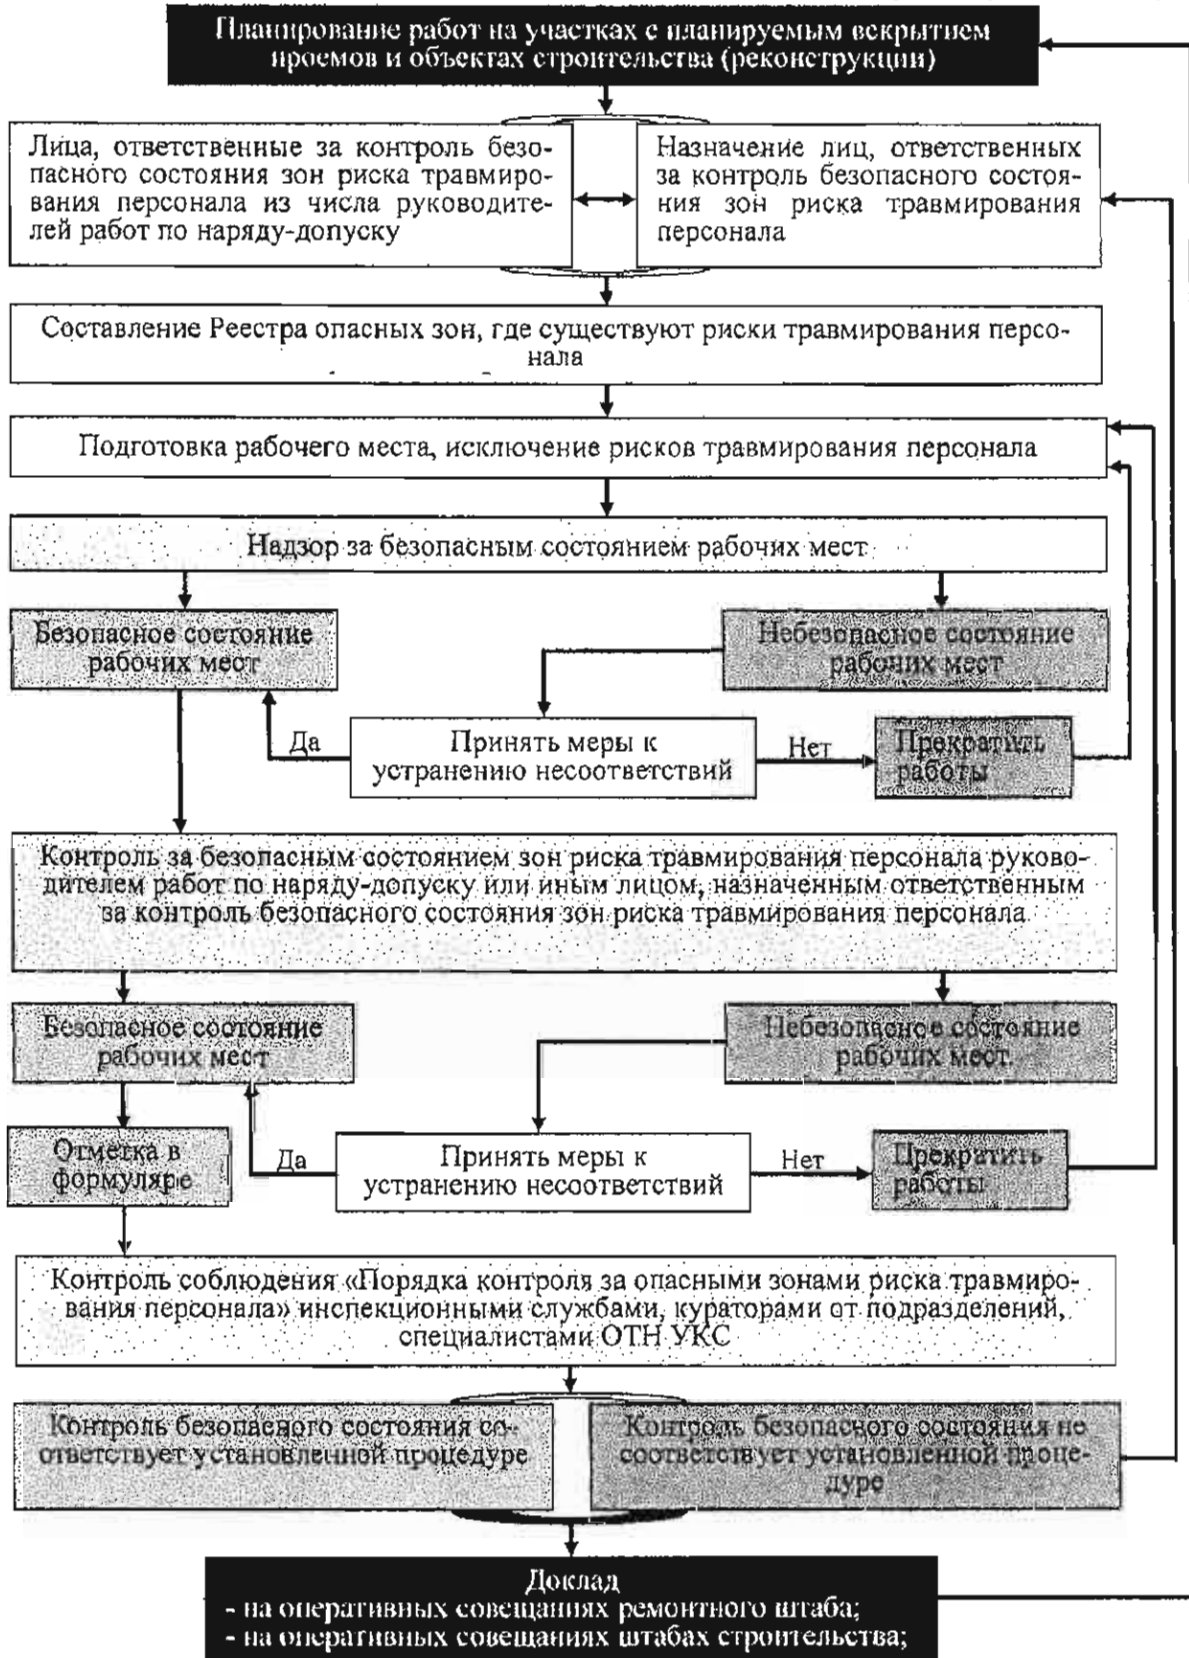 Планирование работ на участках с планируемым вскрытием
проемов и объектах строительства (реконструкции)
Лица, ответственные за контроль безо-
пасного состояния зон риска травмиро-
вания персонала из числа руководите-
лей работ по наряду-допуску
Назначение лиц, ответственных
за контроль безопасного состоя-
ния зон риска травмирования
персонала
Составление Реестра опасных зон, где существуют риски травмирования персо-
нала
Подготовка рабочего места, исключение рисков травмирования персонала
Надзор за безопасным состоянием рабочих мест
Безопасное состояние
рабочих мест
Небезопасное состояние
рабочих мест
Да
Принять меры к
устранению несоответствий
Нет
Прекратить
работы
Контроль за безопасным состоянием зон риска травмирования персонала руково-
дителем работ по наряду-допуску или иным лицом, назначенным ответственным
за контроль безопасного состояния зон риска травмирования персонала
Безопасное состояние
рабочих мест
Небезопасное состояние
рабочих мест.
Отметка в
формуляре
Да
Принять меры к
устранению несоответствий
Нет
Прекратить
работы
Контроль соблюдения «Порядка контроля за опасными зонами риска травмиро-
вания персонала» инспекционными службами, кураторами от подразделений,
специалистами ОТН УКС
Контроль безопасного состояния со-
ответствует установленной процедуре
Контроль безопасного состояния не
соответствует установленной проце-
дуре
Доклад
- на оперативных совещаниях ремонтного штаба;
- на оперативных совещаниях штабах строительства;